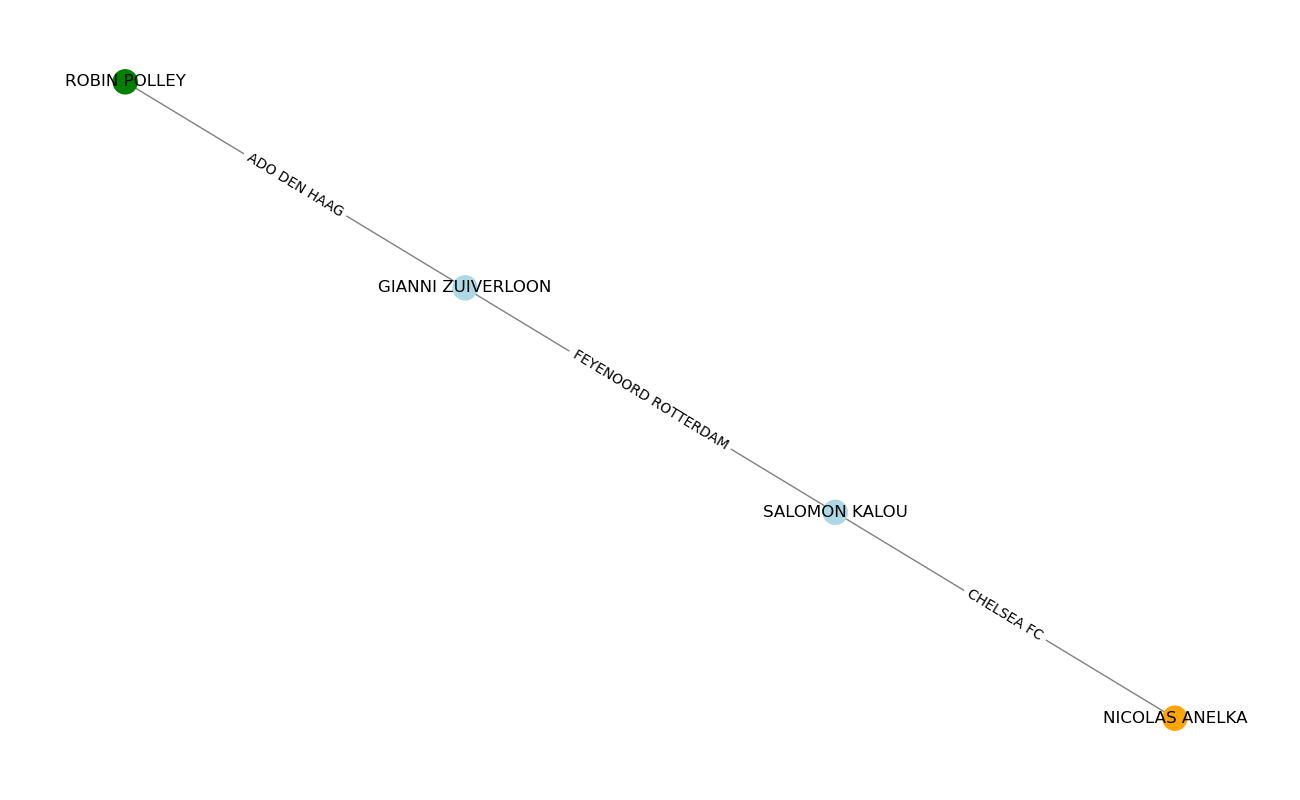 ROBIN POLLEY
ADO DEN HAAG
GIANNI ZUIVERLOON
FEYENOORD ROTTERDAM
SALOMON KALOU
CHELSEA FC
NICOLAS ANELKA